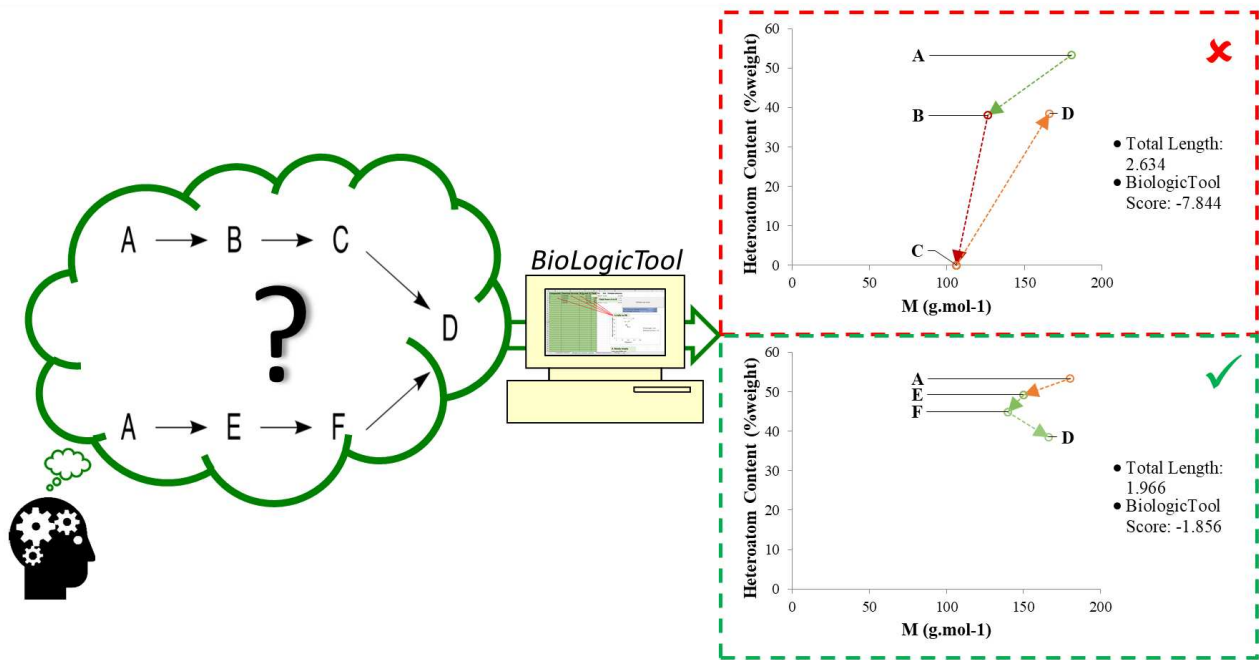 A B C
?
D
A E F
BioLogicTool
60
50
40
30
20
10
0
Heteroatom Content (%weight)
A
B
D
C
0 50 100 150 200
M (g.mol-1)
✘
• Total Length:
2.634
• BiologicTool
Score: -7.844
60
50
40
30
20
10
0
Heteroatom Content (%weight)
A
E
F
D
0 50 100 150 200
M (g.mol-1)
✓
• Total Length:
1.966
• BiologicTool
Score: -1.856